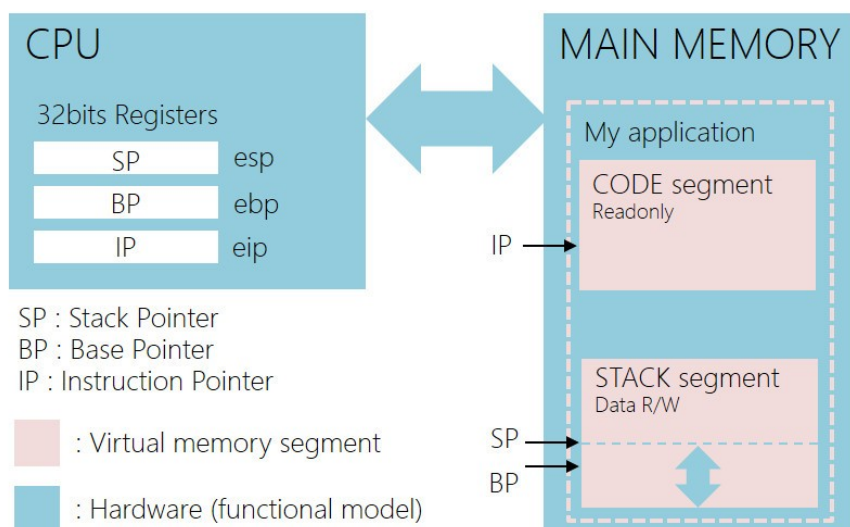 CPU
32bits Registers
SP esp
BP ebp
IP eip
SP : Stack Pointer
BP : Base Pointer
IP : Instruction Pointer
: Virtual memory segment
: Hardware (functional model)
MAIN MEMORY
My application
CODE segment
Readonly
IP
STACK segment
Data R/W
SP
BP